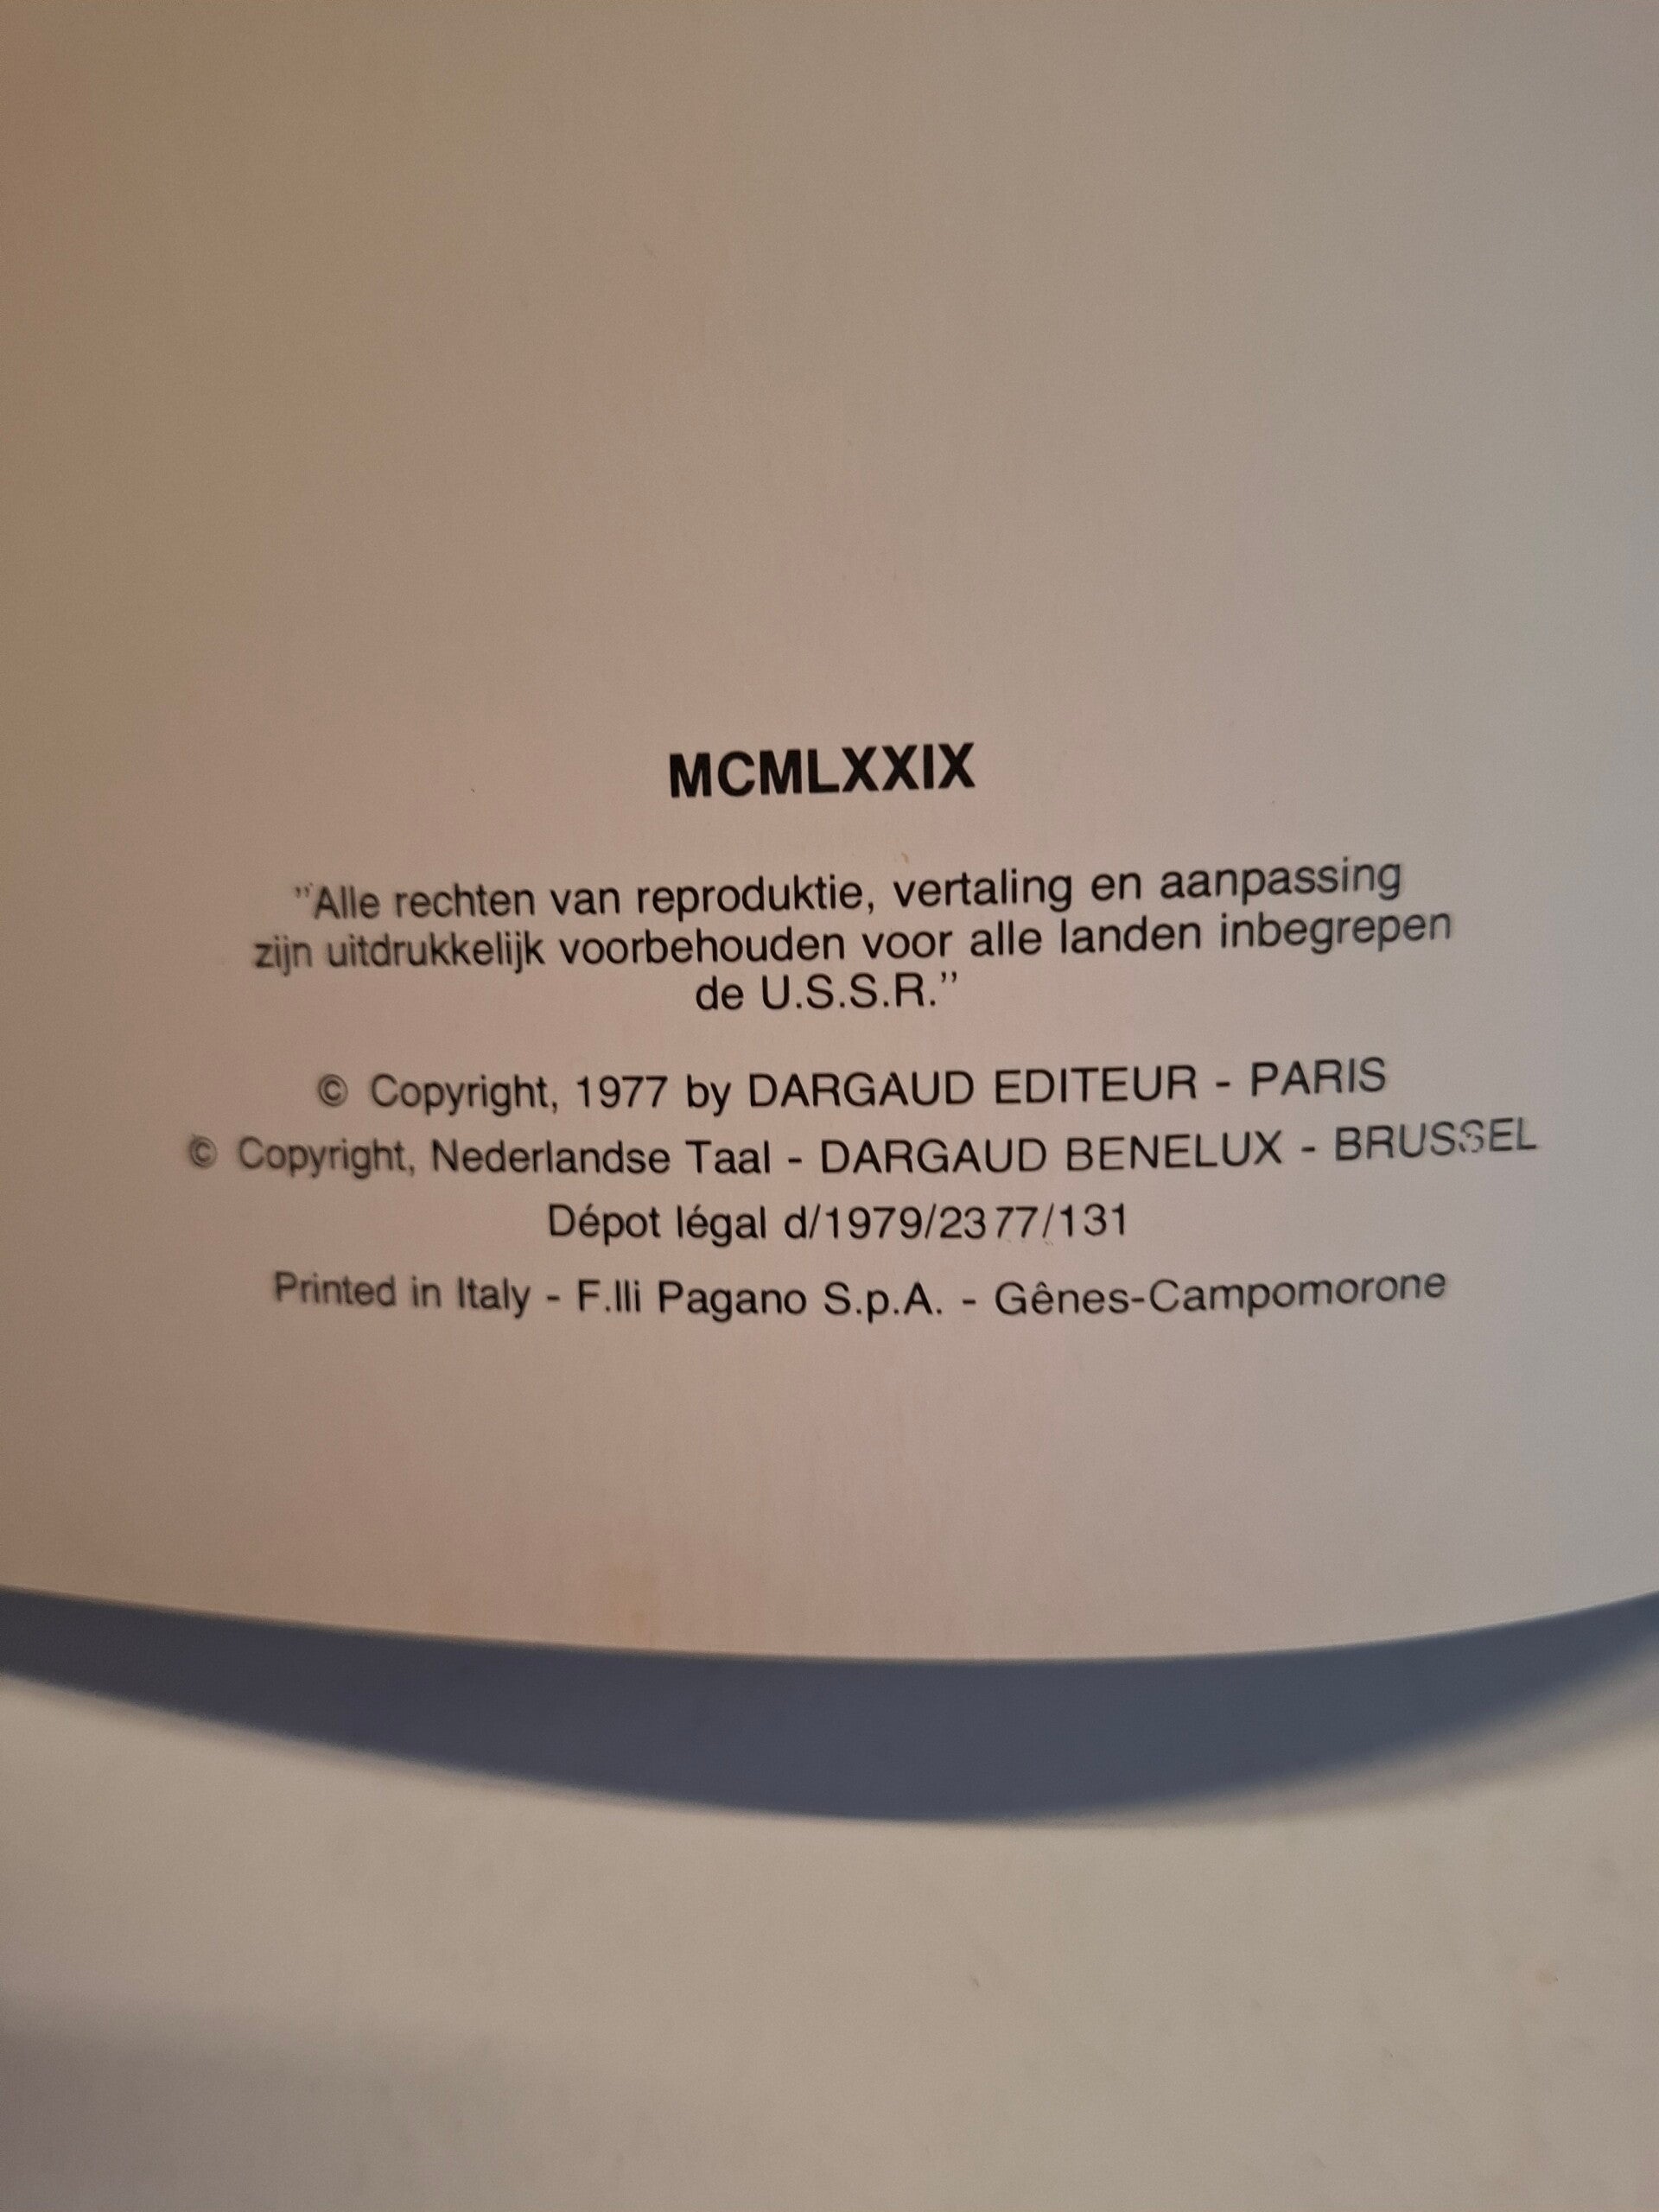 MCMLXXIX
”Alle rechten van reproduktie, vertaling en aanpassing
zijn uitdrukkelijk voorbehouden voor alle landen inbegrepen
de U.S.S.R.”
© Copyright, 1977 by DARGAUD EDITEUR - PARIS
© Copyright, Nederlandse Taal - DARGAUD BENELUX - BRUSSEL
Dépot légal d/1979/2377/131
Printed in Italy - F.lli Pagano S.p.A. - Gênes-Campomorone